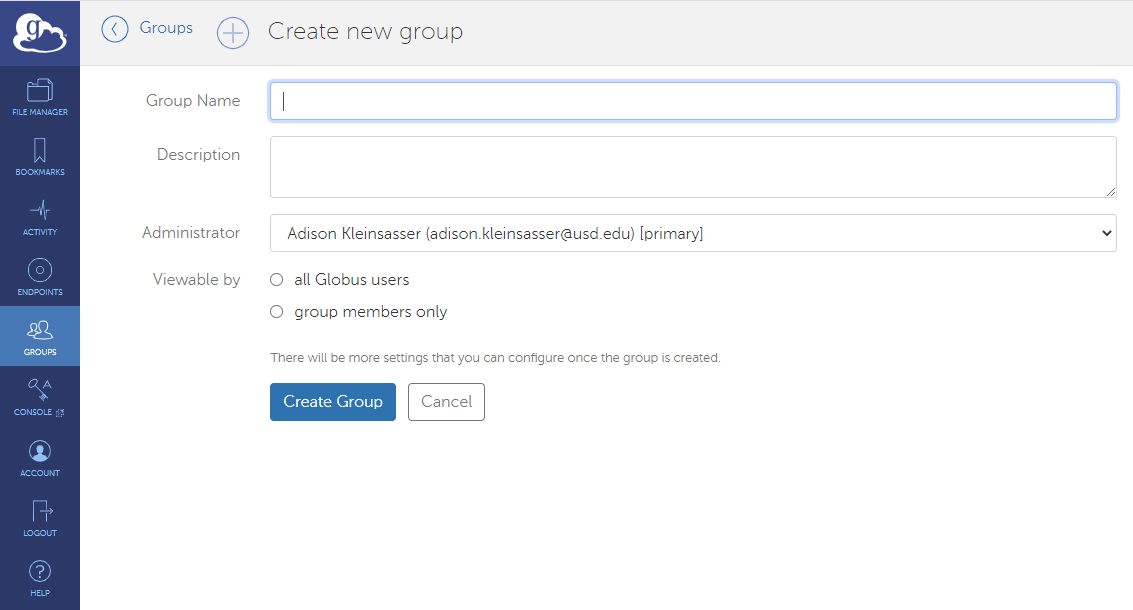 g
Groups
Create new group
FILE MANAGER
BOOKMARKS
ACTIVITY
ENDPOINTS
GROUPS
CONSOLE
ACCOUNT
LOGOUT
?
HELP
Group Name
Description
Administrator
Adison Kleinsasser (adison.kleinsasser@usd.edu) [primary]
Viewable by
all Globus users
group members only
There will be more settings that you can configure once the group is created.
Create Group
Cancel